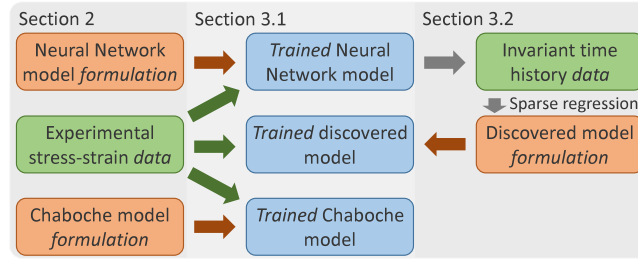 Section 2
Section 3.1
Section 3.2
Neural Network
model formulation
Trained Neural
Network model
Invariant time
history data
Sparse regression
Experimental
stress-strain data
Trained discovered
model
Discovered model
formulation
Chaboche model
formulation
Trained Chaboche
model